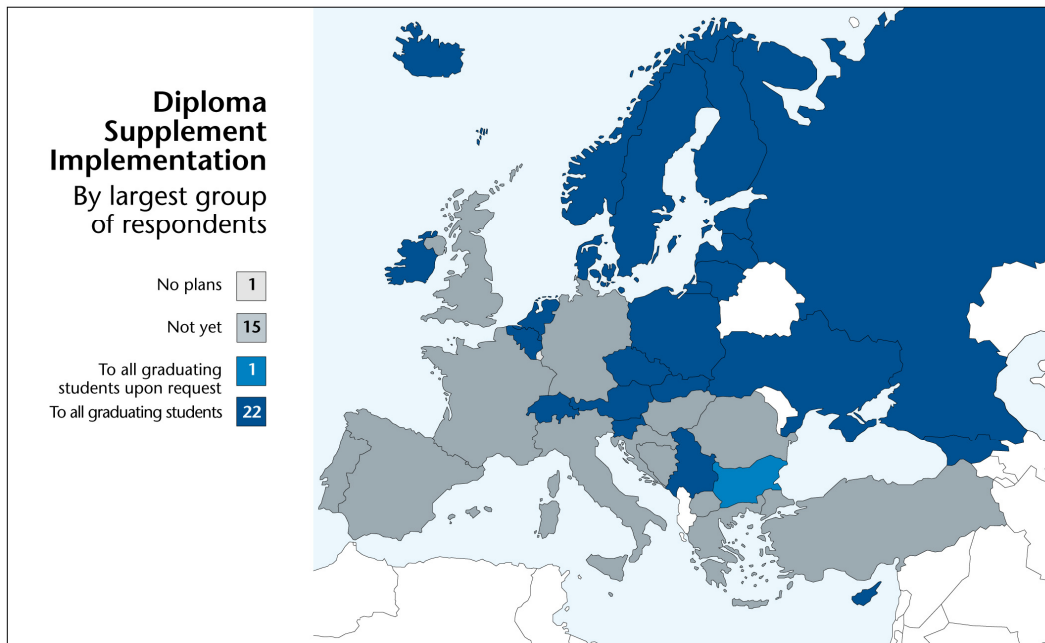 Diploma
Supplement
Implementation
By largest group
of respondents
No plans 1
Not yet 15
To all graduating
students upon request 1
To all graduating students 22